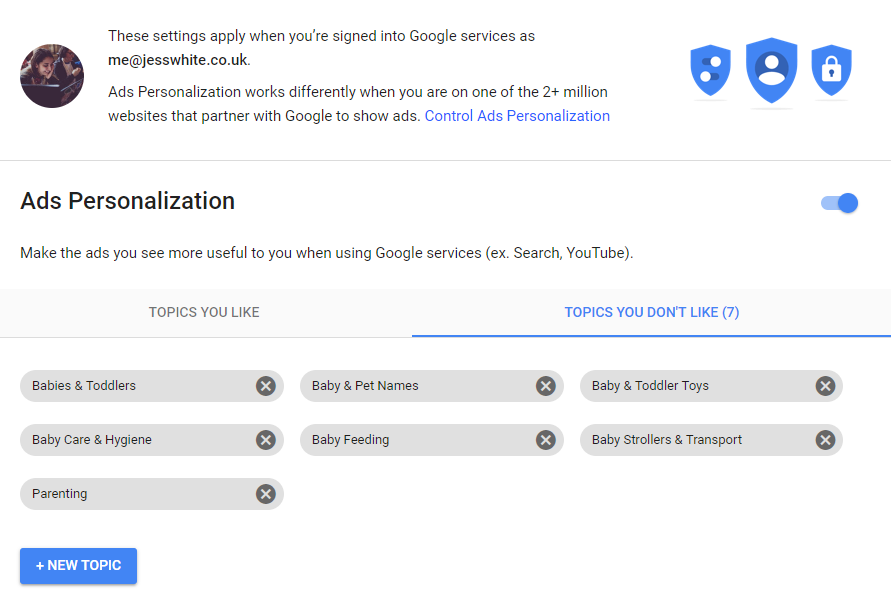 These settings apply when you’re signed into Google services as
me@jesswhite.co.uk.
Ads Personalization works differently when you are on one of the 2+ million
websites that partner with Google to show ads. Control Ads Personalization
Ads Personalization
Make the ads you see more useful to you when using Google services (ex. Search, YouTube).
TOPICS YOU LIKE
TOPICS YOU DON'T LIKE (7)
Babies & Toddlers
Baby & Pet Names
Baby & Toddler Toys
Baby Care & Hygiene
Baby Feeding
Baby Strollers & Transport
Parenting
+ NEW TOPIC